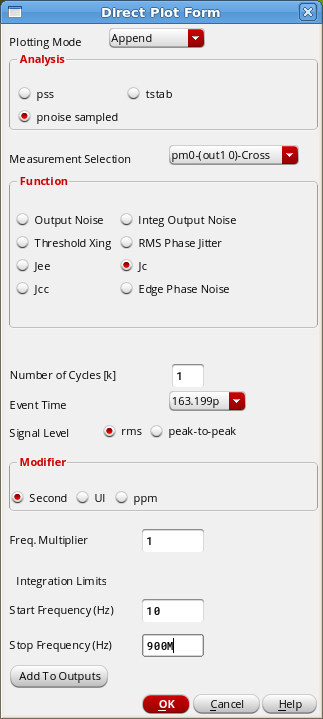 Direct Plot Form
Plotting Mode Append
Analysis
pss tstab
pnoise sampled
Measurement Selection pm0-(out1 0)-Cross
Function
Output Noise Integ Output Noise
Threshold Xing RMS Phase Jitter
Jee Jc
Jcc Edge Phase Noise
Number of Cycles [k] 1
Event Time 163.199p
Signal Level rms peak-to-peak
Modifier
Second UI ppm
Freq. Multiplier 1
Integration Limits
Start Frequency (Hz) 10
Stop Frequency (Hz) 900M
Add To Outputs
OK Cancel Help